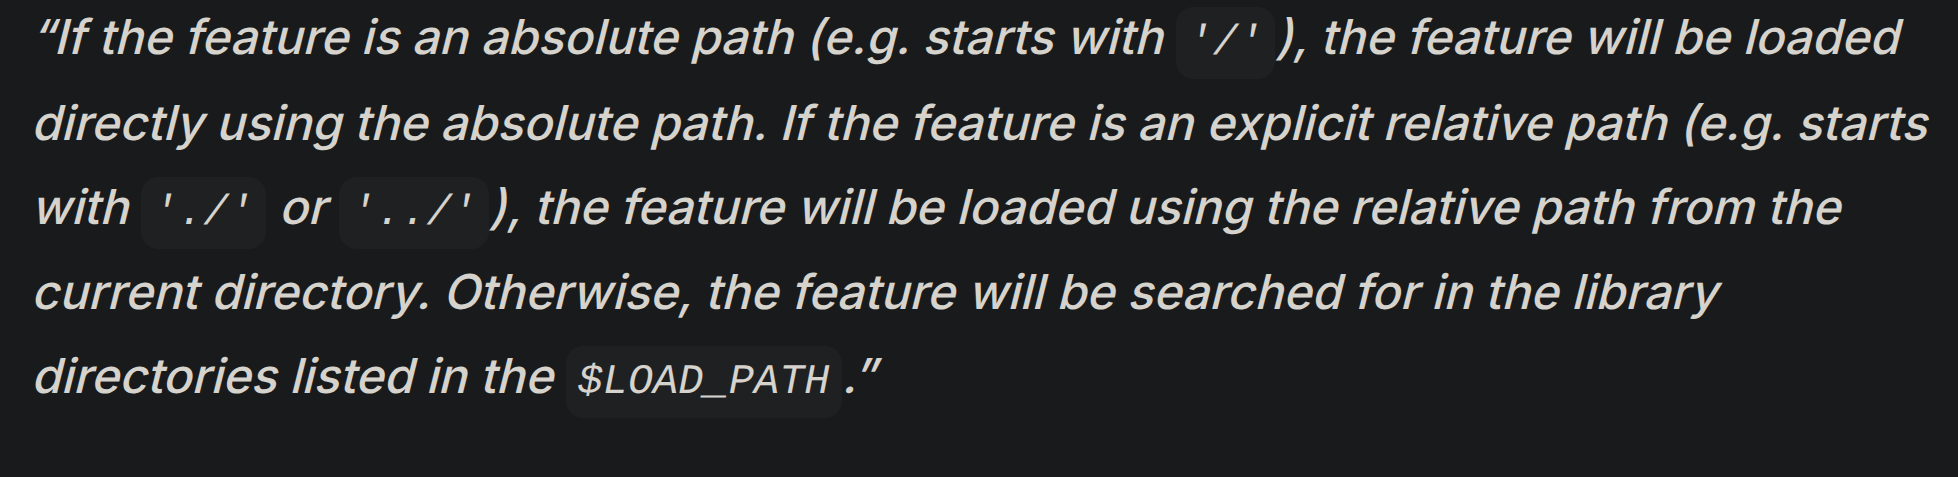 “If the feature is an absolute path (e.g. starts with '/'), the feature will be loaded
directly using the absolute path. If the feature is an explicit relative path (e.g. starts
with './' or '../'), the feature will be loaded using the relative path from the
current directory. Otherwise, the feature will be searched for in the library
directories listed in the $LOAD_PATH.”